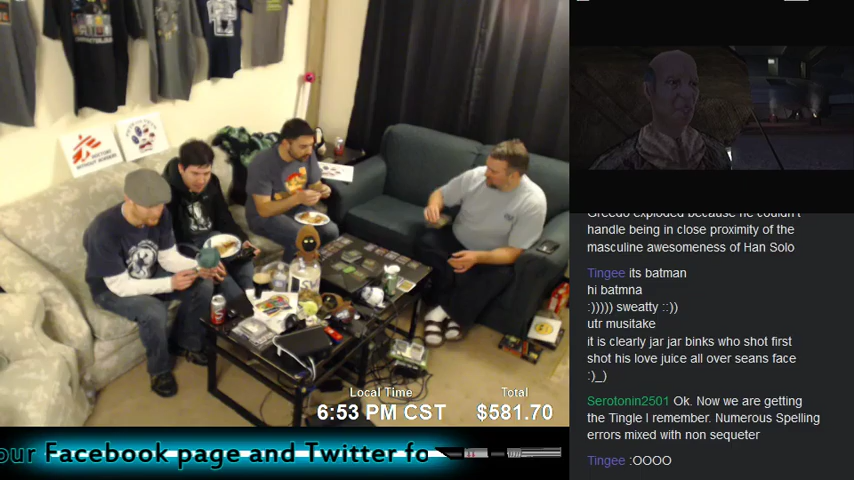 Greedo exploded because he couldn't
handle being in close proximity of the
masculine awesomeness of Han Solo
Tingee its batman
hi batmna
:))))) sweatty ::))
utr musitake
it is clearly jar jar binks who shot first
shot his love juice all over seans face
:)_)
Serotonin2501 Ok. Now we are getting
the Tingle I remember. Numerous Spelling
errors mixed with non sequeter
Tingee :OOOO
Local Time
6:53 PM CST
Total
$581.70
our Facebook page and Twitter fo